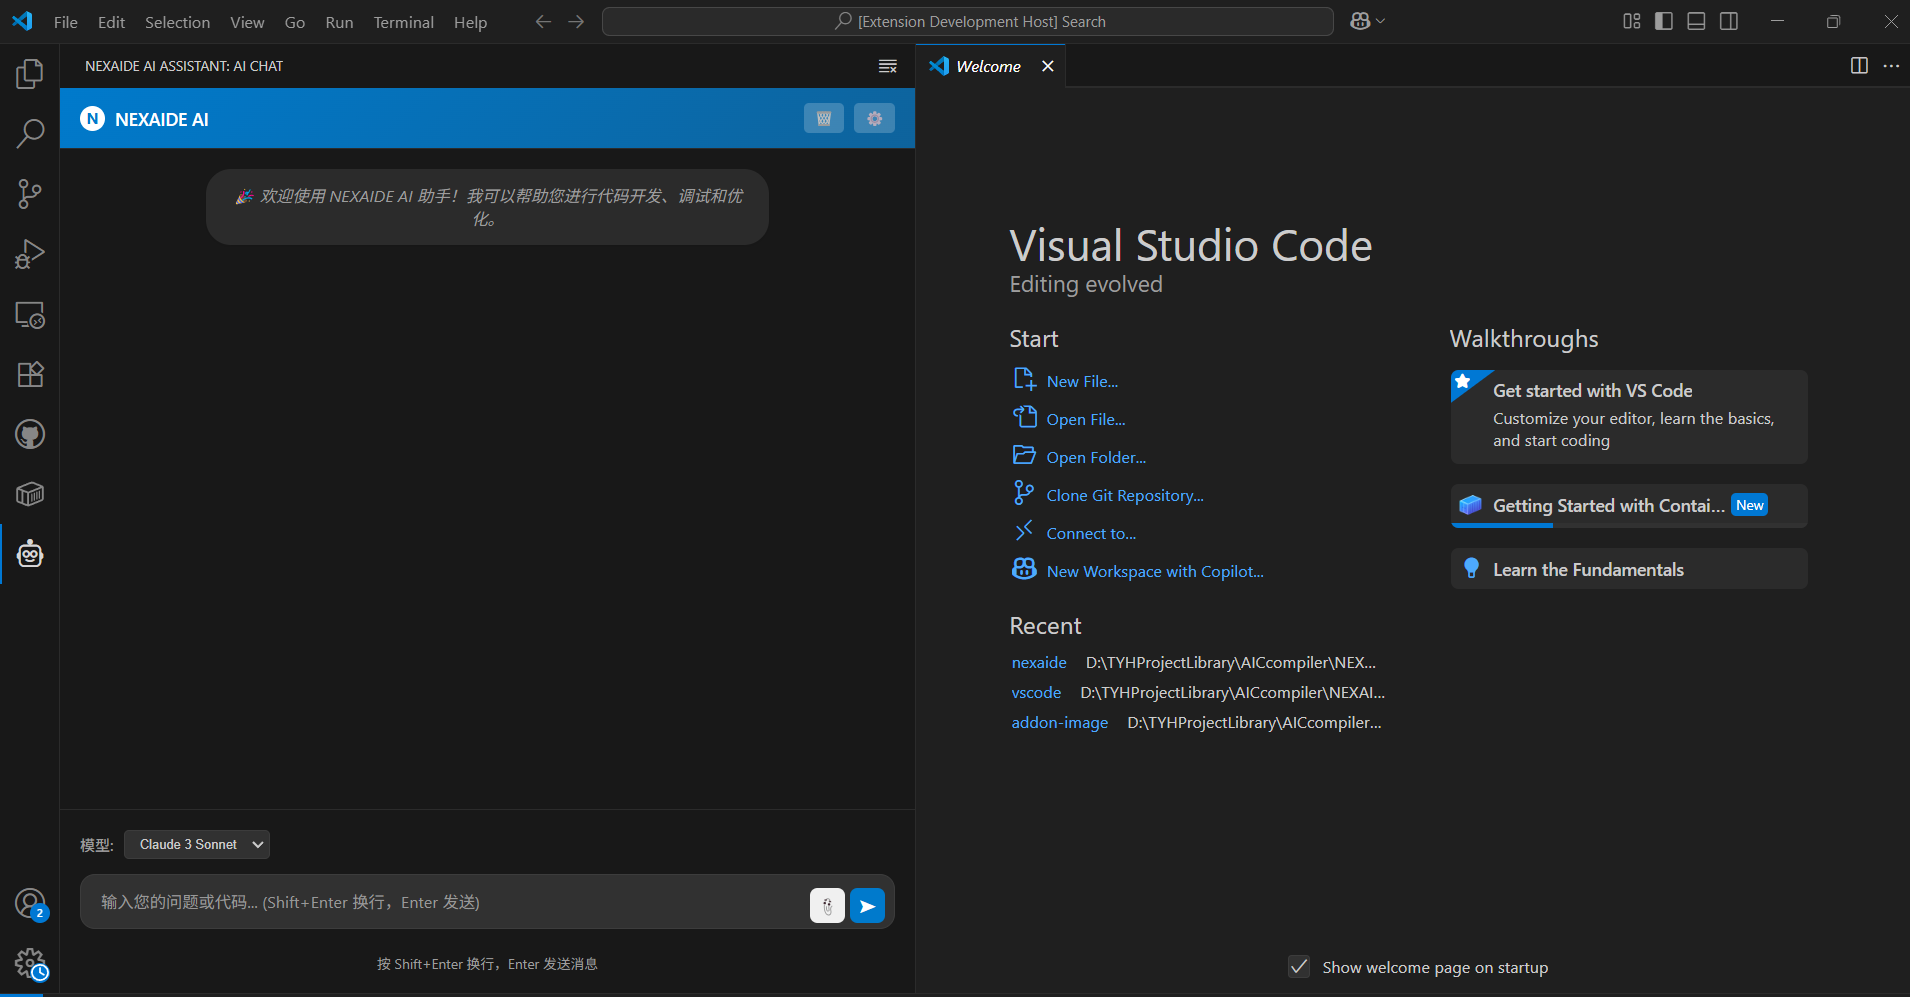 File Edit Selection View Go Run Terminal Help
[Extension Development Host] Search
NEXAIDE AI ASSISTANT: AI CHAT
N NEXAIDE AI
🎉 欢迎使用 NEXAIDE AI 助手！我可以帮助您进行代码开发、调试和优
化。
模型: Claude 3 Sonnet
输入您的问题或代码... (Shift+Enter 换行，Enter 发送)
按 Shift+Enter 换行，Enter 发送消息
2
Welcome
Visual Studio Code
Editing evolved
Start
New File...
Open File...
Open Folder...
Clone Git Repository...
Connect to...
New Workspace with Copilot...
Recent
nexaide D:\TYHProjectLibrary\AICcompiler\NEX...
vscode D:\TYHProjectLibrary\AICcompiler\NEXAI...
addon-image D:\TYHProjectLibrary\AICcompiler...
Walkthroughs
Get started with VS Code
Customize your editor, learn the basics,
and start coding
Getting Started with Contai... New
Learn the Fundamentals
Show welcome page on startup